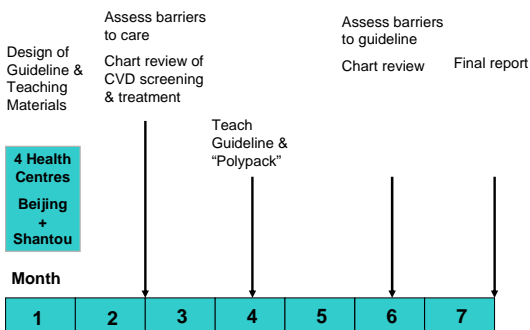 Design of
Guideline &
Teaching
Materials
Assess barriers
to care
Chart review of
CVD screening
& treatment
Teach
Guideline &
“Polypack”
Assess barriers
to guideline
Chart review
Final report
4 Health
Centres
Beijing
+
Shantou
Month
1 2 3 4 5 6 7